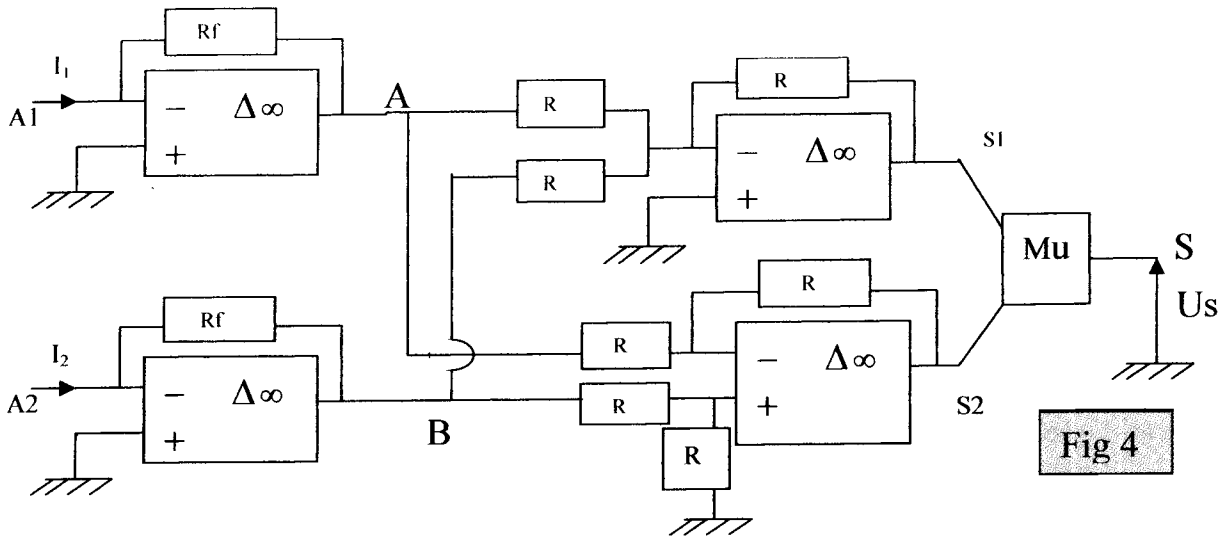 Rf
I₁
A1
− Δ∞
+
A
R
R
R
− Δ∞
+
S1
Mu
S
Us
Rf
I₂
A2
− Δ∞
+
B
R
R
R
R
− Δ∞
+
S2
Fig 4